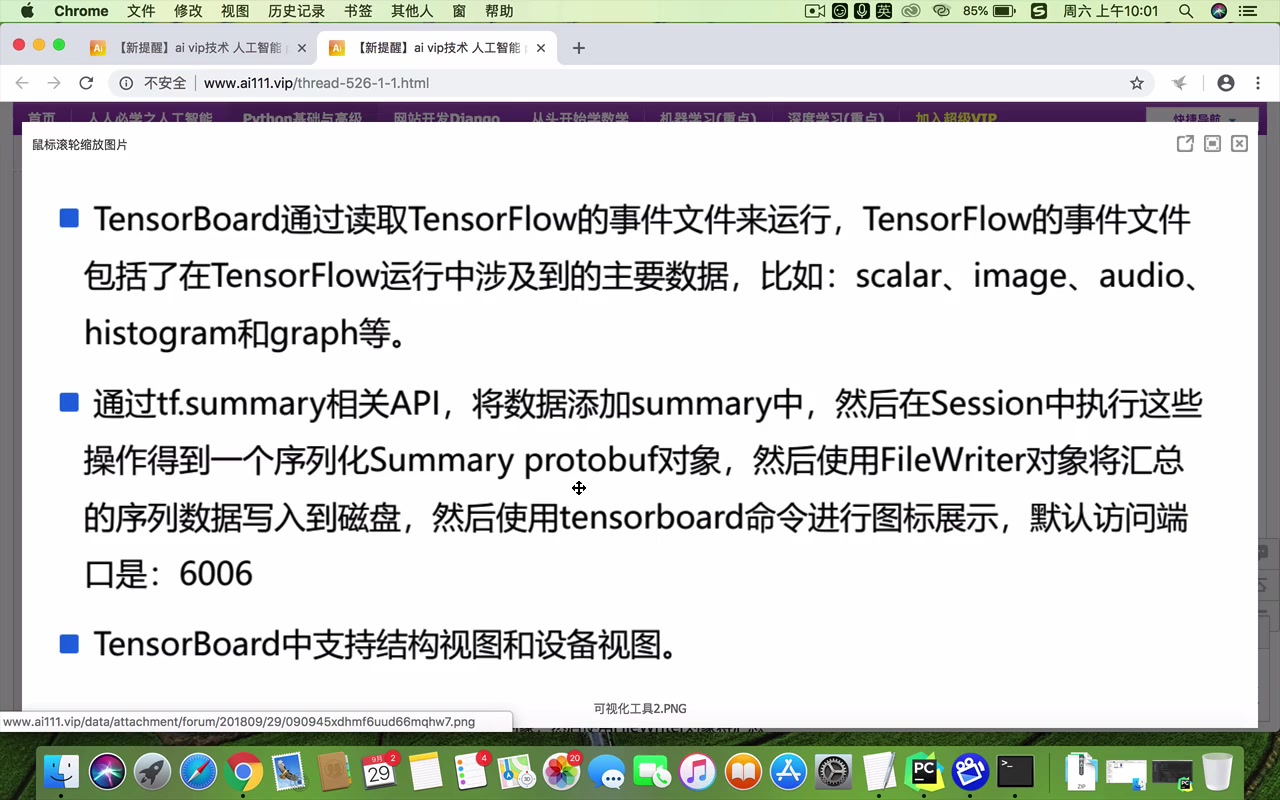 Chrome 文件 修改 视图 历史记录 书签 其他人 窗 帮助 英 85% 周六 上午10:01
【新提醒】ai vip技术 人工智能 【新提醒】ai vip技术 人工智能
不安全 www.ai111.vip/thread-526-1-1.html
首页 人人必学之人工智能 Python基础与高级 网站开发Django 从头开始学数学 机器学习(重点) 深度学习(重点) 加入超级VIP 快捷导航
鼠标滚轮缩放图片
TensorBoard通过读取TensorFlow的事件文件来运行，TensorFlow的事件文件
包括了在TensorFlow运行中涉及到的主要数据，比如：scalar、image、audio、
histogram和graph等。
通过tf.summary相关API，将数据添加summary中，然后在Session中执行这些
操作得到一个序列化Summary protobuf对象，然后使用FileWriter对象将汇总
的序列数据写入到磁盘，然后使用tensorboard命令进行图标展示，默认访问端
口是：6006
TensorBoard中支持结构视图和设备视图。
可视化工具2.PNG
www.ai111.vip/data/attachment/forum/201809/29/090945xdhmf6uud66mqhw7.png
9月 2 29 4 20 PC ZIP